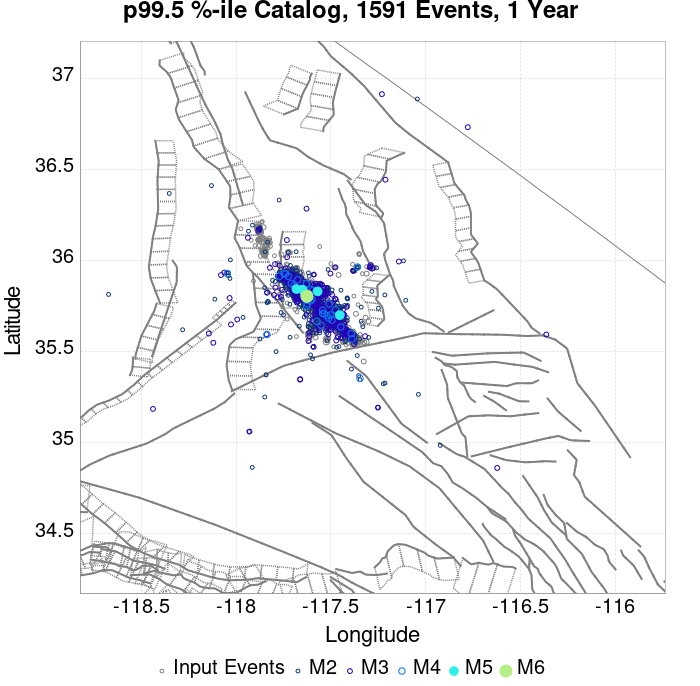 p99.5 %-ile Catalog, 1591 Events, 1 Year
37
36.5
36
35.5
35
34.5
Latitude
-118.5 -118 -117.5 -117 -116.5 -116
Longitude
Input Events M2 M3 M4 M5 M6